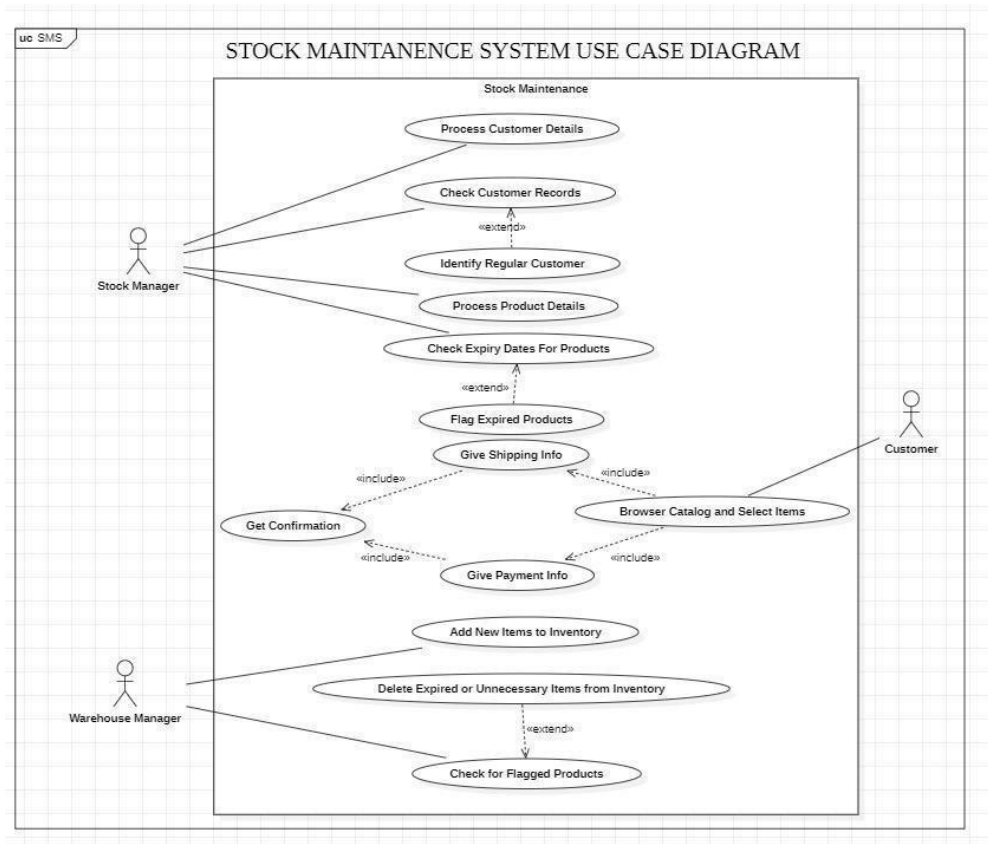 uc SMS
STOCK MAINTANENCE SYSTEM USE CASE DIAGRAM
Stock Maintenance
Process Customer Details
Check Customer Records
«extend»
Identify Regular Customer
Stock Manager
Process Product Details
Check Expiry Dates For Products
«extend»
Flag Expired Products
Customer
Give Shipping Info
«include»
«include»
Browser Catalog and Select Items
Get Confirmation
«include»
«include»
Give Payment Info
Add New Items to Inventory
Delete Expired or Unnecessary Items from Inventory
Warehouse Manager
«extend»
Check for Flagged Products